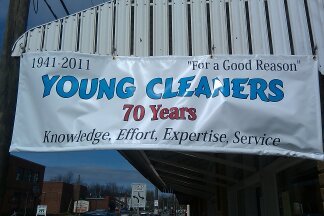 1941-2011 "For a Good Reason"
YOUNG CLEANERS
70 Years
Knowledge, Effort, Expertise, Service